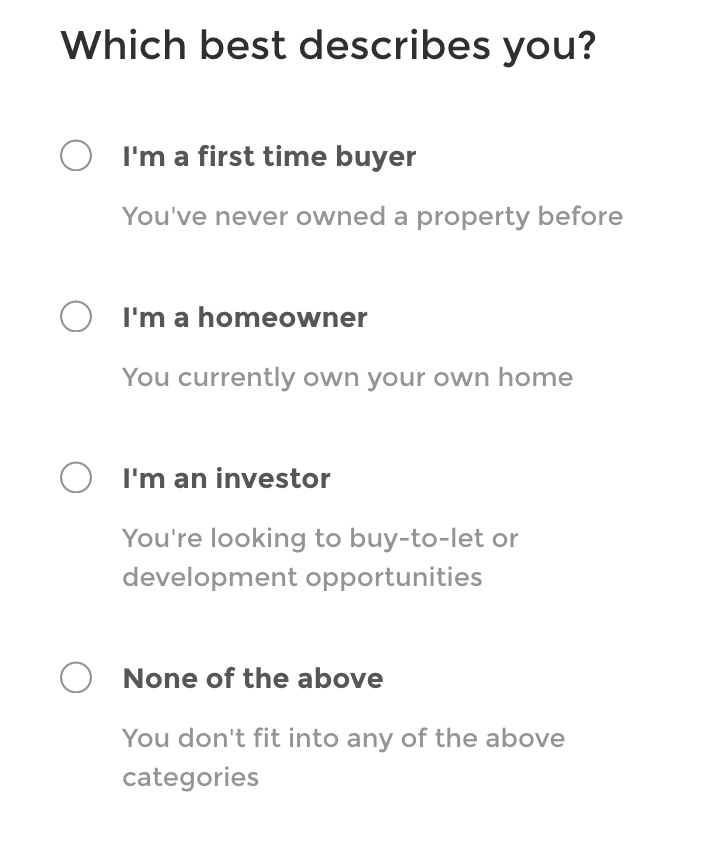 Which best describes you?
I'm a first time buyer
You've never owned a property before
I'm a homeowner
You currently own your own home
I'm an investor
You're looking to buy-to-let or
development opportunities
None of the above
You don't fit into any of the above
categories